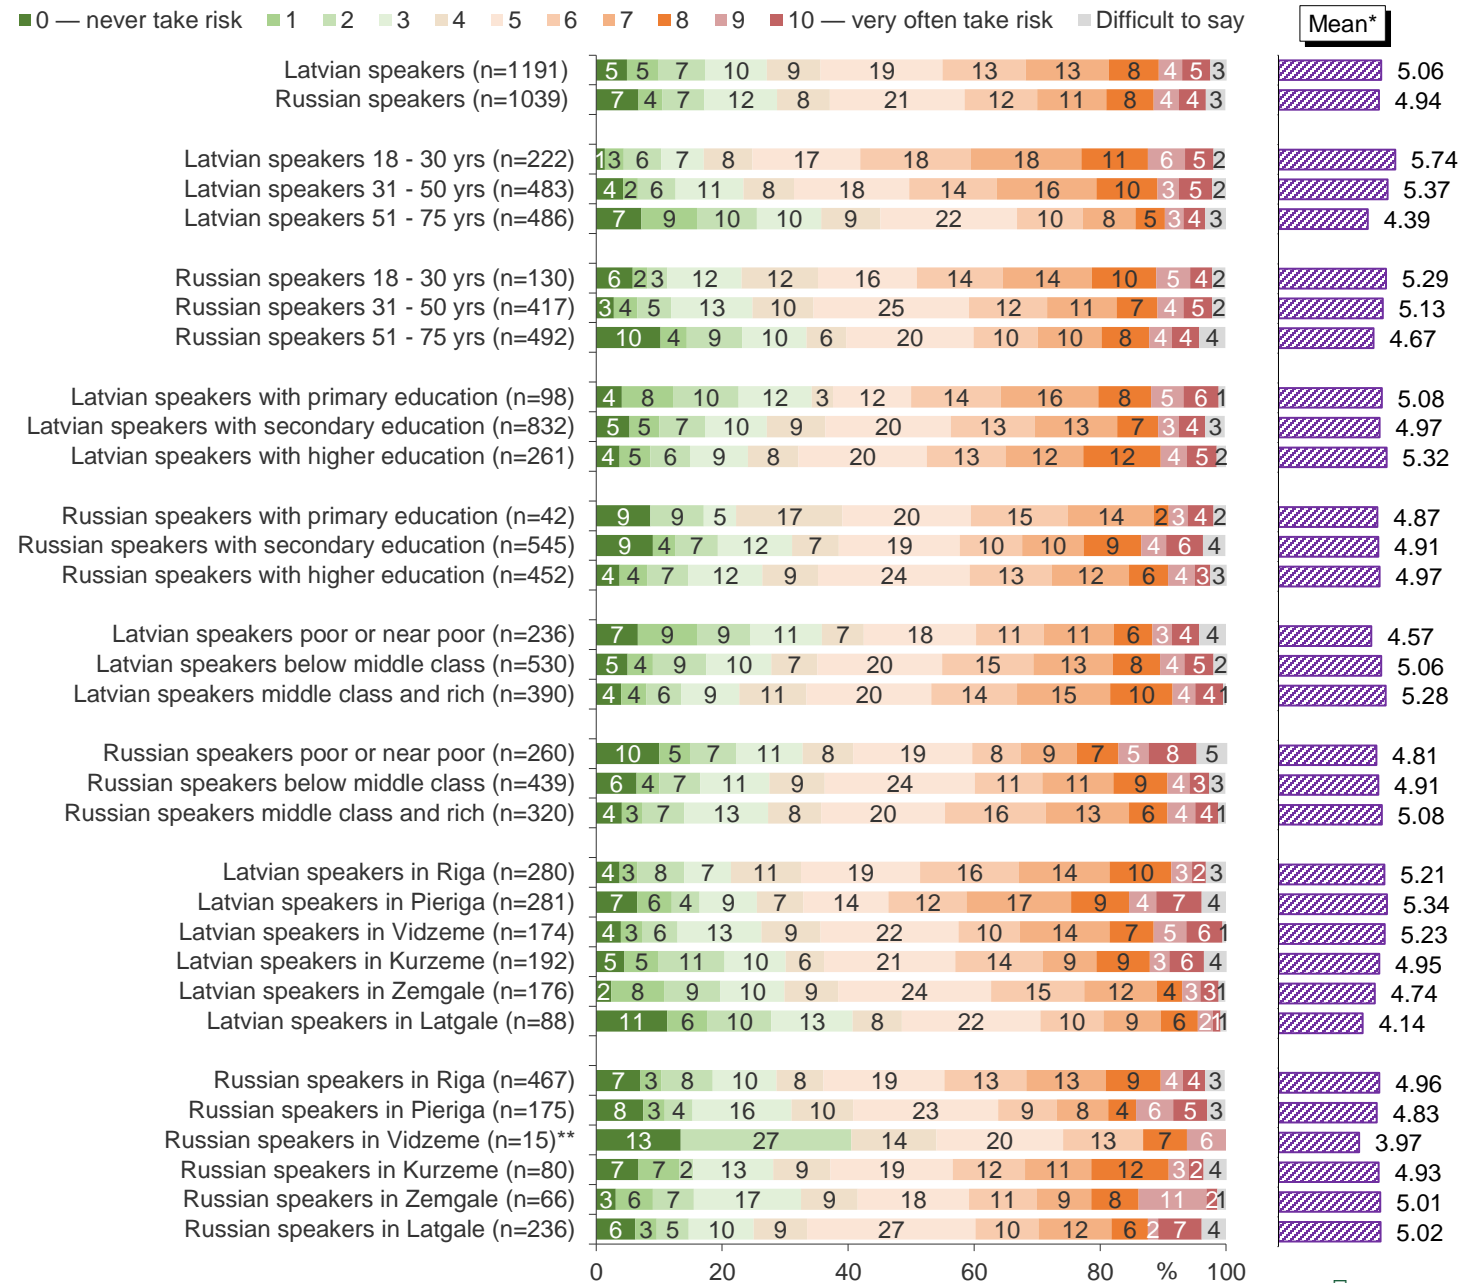 0 — never take risk 1 2 3 4 5 6 7 8 9 10 — very often take risk Difficult to say Mean*
Latvian speakers (n=1191) 5 5 7 10 9 19 13 13 8 4 5 3 5.06
Russian speakers (n=1039) 7 4 7 12 8 21 12 11 8 4 4 3 4.94
Latvian speakers 18 - 30 yrs (n=222) 1 3 6 7 8 17 18 18 11 6 5 2 5.74
Latvian speakers 31 - 50 yrs (n=483) 4 2 6 11 8 18 14 16 10 3 5 2 5.37
Latvian speakers 51 - 75 yrs (n=486) 7 9 10 10 9 22 10 8 5 3 4 3 4.39
Russian speakers 18 - 30 yrs (n=130) 6 2 3 12 12 16 14 14 10 5 4 2 5.29
Russian speakers 31 - 50 yrs (n=417) 3 4 5 13 10 25 12 11 7 4 5 2 5.13
Russian speakers 51 - 75 yrs (n=492) 10 4 9 10 6 20 10 10 8 4 4 4 4.67
Latvian speakers with primary education (n=98) 4 8 10 12 3 12 14 16 8 5 6 1 5.08
Latvian speakers with secondary education (n=832) 5 5 7 10 9 20 13 13 7 3 4 3 4.97
Latvian speakers with higher education (n=261) 4 5 6 9 8 20 13 12 12 4 5 2 5.32
Russian speakers with primary education (n=42) 9 9 5 17 20 15 14 2 3 4 2 4.87
Russian speakers with secondary education (n=545) 9 4 7 12 7 19 10 10 9 4 6 4 4.91
Russian speakers with higher education (n=452) 4 4 7 12 9 24 13 12 6 4 3 3 4.97
Latvian speakers poor or near poor (n=236) 7 9 9 11 7 18 11 11 6 3 4 4 4.57
Latvian speakers below middle class (n=530) 5 4 9 10 7 20 15 13 8 4 5 2 5.06
Latvian speakers middle class and rich (n=390) 4 4 6 9 11 20 14 15 10 4 4 1 5.28
Russian speakers poor or near poor (n=260) 10 5 7 11 8 19 8 9 7 5 8 5 4.81
Russian speakers below middle class (n=439) 6 4 7 11 9 24 11 11 9 4 3 3 4.91
Russian speakers middle class and rich (n=320) 4 3 7 13 8 20 16 13 6 4 4 1 5.08
Latvian speakers in Riga (n=280) 4 3 8 7 11 19 16 14 10 3 2 3 5.21
Latvian speakers in Pieriga (n=281) 7 6 4 9 7 14 12 17 9 4 7 4 5.34
Latvian speakers in Vidzeme (n=174) 4 3 6 13 9 22 10 14 7 5 6 1 5.23
Latvian speakers in Kurzeme (n=192) 5 5 11 10 6 21 14 9 9 3 6 4 4.95
Latvian speakers in Zemgale (n=176) 2 8 9 10 9 24 15 12 4 3 3 1 4.74
Latvian speakers in Latgale (n=88) 11 6 10 13 8 22 10 9 6 2 1 1 4.14
Russian speakers in Riga (n=467) 7 3 8 10 8 19 13 13 9 4 4 3 4.96
Russian speakers in Pieriga (n=175) 8 3 4 16 10 23 9 8 4 6 5 3 4.83
Russian speakers in Vidzeme (n=15)** 13 27 14 20 13 7 6 3.97
Russian speakers in Kurzeme (n=80) 7 7 2 13 9 19 12 11 12 3 2 4 4.93
Russian speakers in Zemgale (n=66) 3 6 7 17 9 18 11 9 8 11 2 1 5.01
Russian speakers in Latgale (n=236) 6 3 5 10 9 27 10 12 6 2 7 4 5.02
0 20 40 60 80 % 100